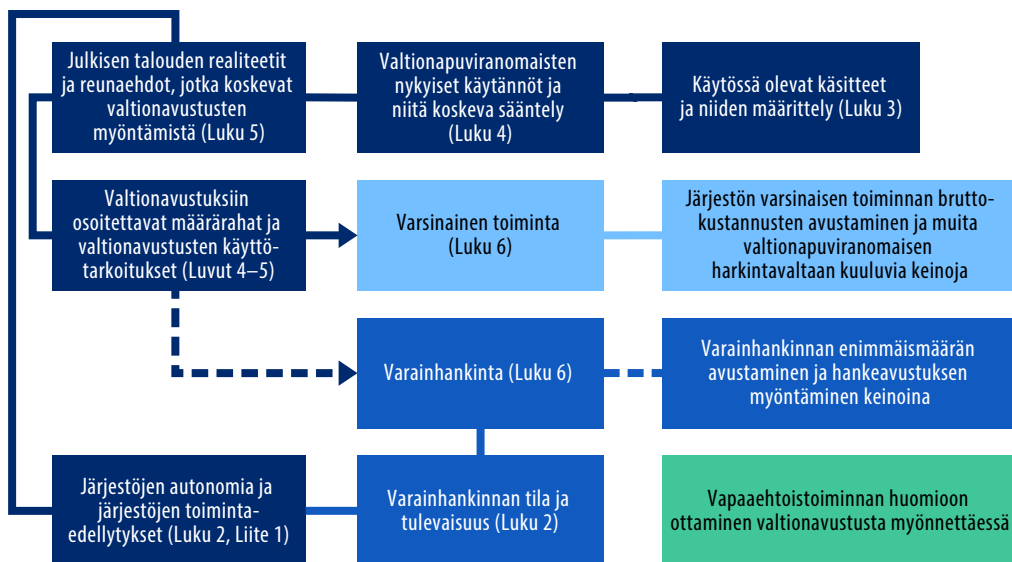 Julkisen talouden realiteetit
ja reunaehdot, jotka koskevat
valtionavustusten
myöntämistä (Luku 5)
Valtionapuviranomaisten
nykyiset käytännöt ja
niitä koskeva sääntely
(Luku 4)
Käytössä olevat käsitteet
ja niiden määrittely (Luku 3)
Valtionavustuksiin
osoitettavat määrärahat ja
valtionavustusten käyttö-
tarkoitukset (Luvut 4–5)
Varsinainen toiminta
(Luku 6)
Järjestön varsinaisen toiminnan brutto-
kustannusten avustaminen ja muita
valtionapuviranomaisen
harkintavaltaan kuuluvia keinoja
Varainhankinta (Luku 6)
Varainhankinnan enimmäismäärän
avustaminen ja hankeavustuksen
myöntäminen keinoina
Järjestöjen autonomia ja
järjestöjen toiminta-
edellytykset (Luku 2, Liite 1)
Varainhankinnan tila ja
tulevaisuus (Luku 2)
Vapaaehtoistoiminnan huomioon
ottaminen valtionavustusta myönnettäessä